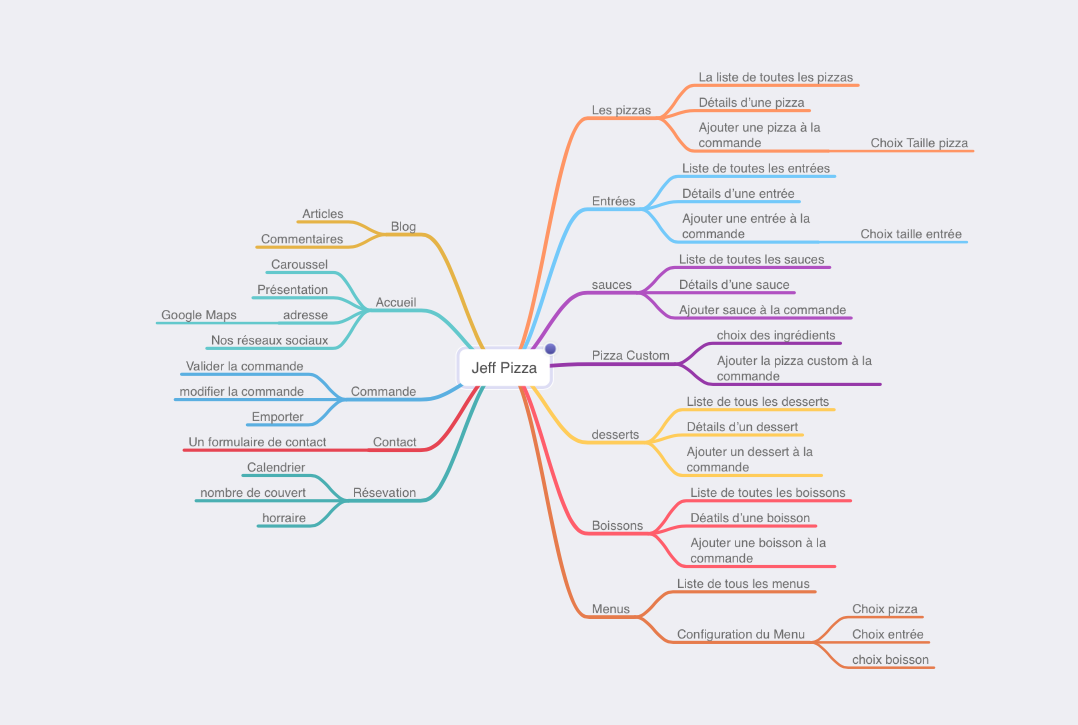 Jeff Pizza
Les pizzas
La liste de toutes les pizzas
Détails d'une pizza
Ajouter une pizza à la
commande
Choix Taille pizza
Entrées
Liste de toutes les entrées
Détails d'une entrée
Ajouter une entrée à la
commande
Choix taille entrée
sauces
Liste de toutes les sauces
Détails d'une sauce
Ajouter sauce à la commande
Pizza Custom
choix des ingrédients
Ajouter la pizza custom à la
commande
desserts
Liste de tous les desserts
Détails d'un dessert
Ajouter un dessert à la
commande
Boissons
Liste de toutes les boissons
Déatils d'une boisson
Ajouter une boisson à la
commande
Menus
Liste de tous les menus
Configuration du Menu
Choix pizza
Choix entrée
choix boisson
Blog
Articles
Commentaires
Accueil
Caroussel
Présentation
adresse
Google Maps
Nos réseaux sociaux
Commande
Valider la commande
modifier la commande
Emporter
Contact
Un formulaire de contact
Résevation
Calendrier
nombre de couvert
horraire